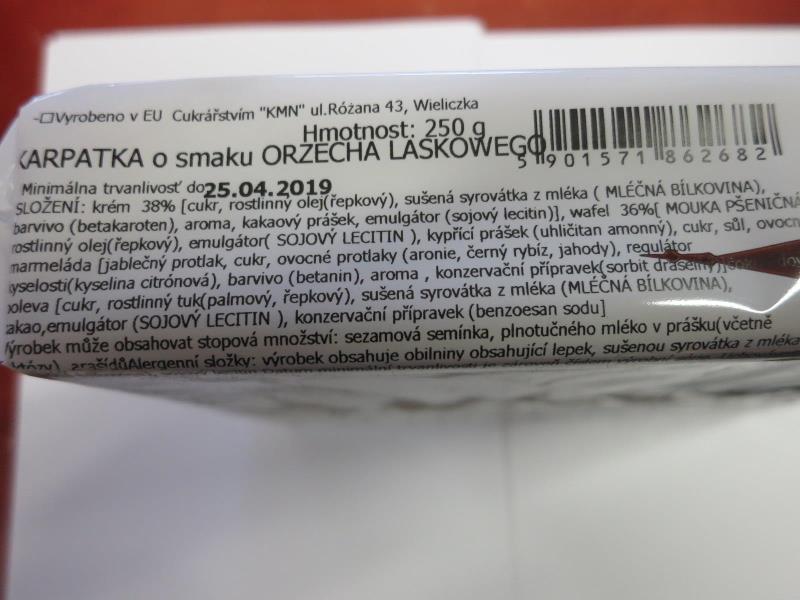 -□Vyrobeno v EU Cukrářstvím "KMN" ul.Różana 43, Wieliczka
Hmotnost: 250 g
KARPATKA o smaku ORZECHA LASKOWEGO
5 901571 862682
Minimálna trvanlivosť do25.04.2019
SLOŽENÍ: krém 38% [cukr, rostlinný olej(řepkový), sušená syrovátka z mléka ( MLÉČNÁ BÍLKOVINA),
barvivo (betakaroten), aroma, kakaový prášek, emulgátor (sojový lecitin)], wafel 36%[ MOUKA PŠENIČNÁ
rostlinný olej(řepkový), emulgátor( SOJOVÝ LECITIN ), kypřící prášek (uhličitan amonný), cukr, sůl, ovocn
marmeláda [jablečný protlak, cukr, ovocné protlaky (aronie, černý rybíz, jahody), regulátor
kyselosti(kyselina citrónová), barvivo (betanin), aroma , konzervační přípravek(sorbit draselný)]
poleva [cukr, rostlinný tuk(palmový, řepkový), sušená syrovátka z mléka (MLÉČNÁ BÍLKOVINA),
kakao,emulgátor (SOJOVÝ LECITIN ), konzervační přípravek (benzoesan sodu]
Výrobek může obsahovat stopová množství: sezamová semínka, plnotučného mléko v prášku(včetně
arašídůAlergenní složky: výrobek obsahuje obilniny obsahující lepek, sušenou syrovátka z mléka